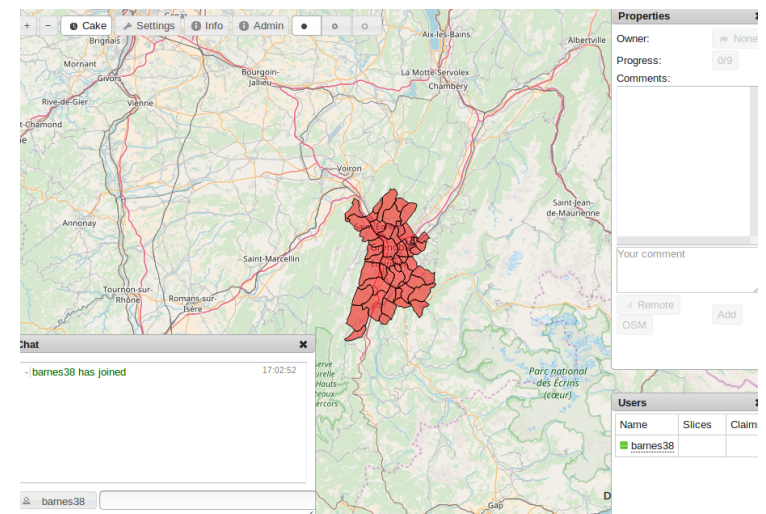 + − Cake Settings Info Admin
Brignais
Mornant
Givors
Rive-de-Gier
Vienne
t-Chamond
Bourgoin-
Jallieu
Aix-les-Bains
Albertville
La Motte-Servolex
Chambéry
Voiron
Annonay
Saint-Marcellin
Saint-Jean-
de-Maurienne
Tournon-sur-
Rhône
Romans-sur-
Isère
Parc national
des Écrins
(cœur)
Gap
D
Properties
Owner:
None
Progress:
0/9
Comments:
Your comment
Remote
OSM
Add
Chat
- barnes38 has joined
17:02:52
barnes38
Users
Name Slices Claims
barnes38